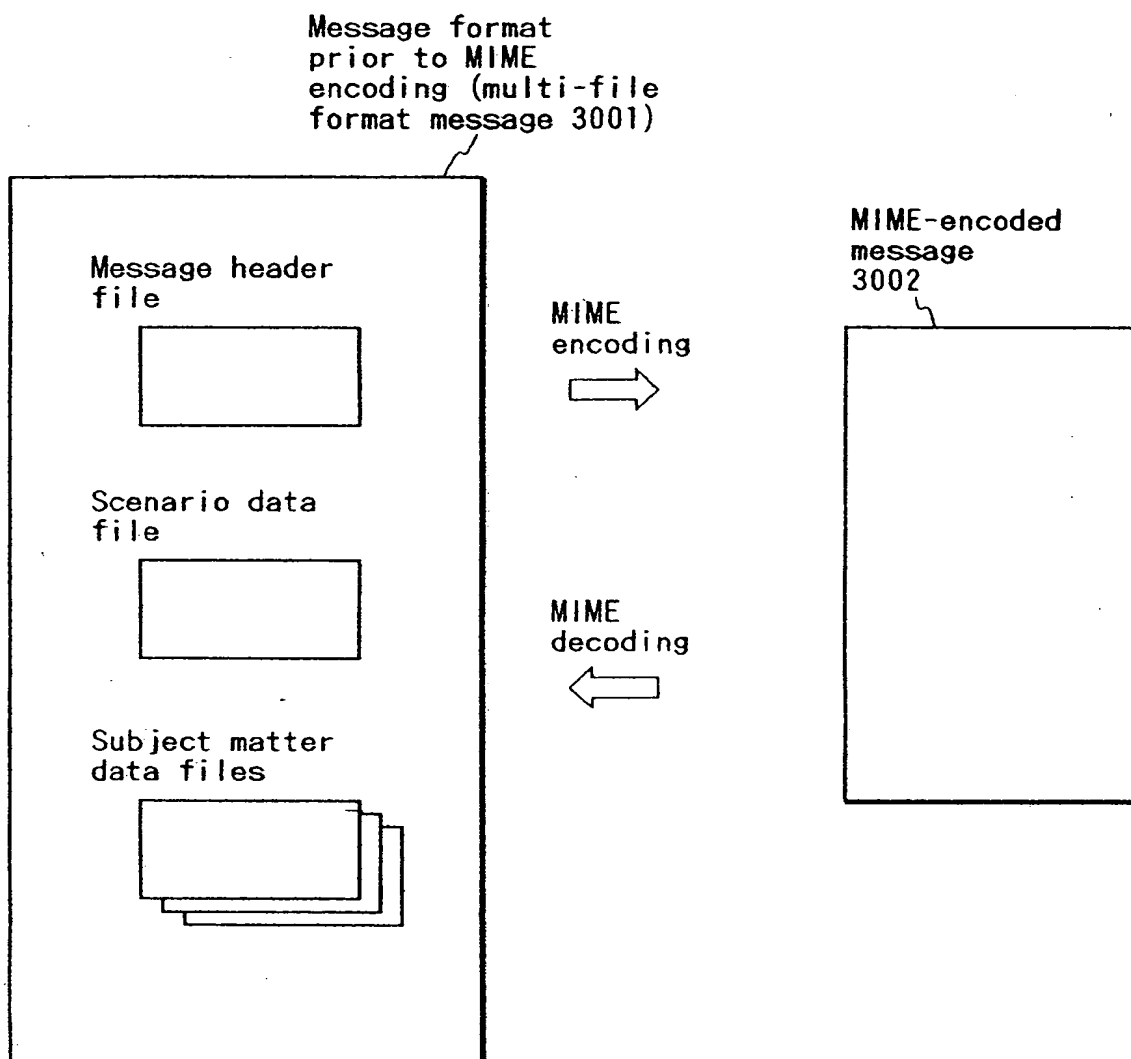 Message format
prior to MIME
encoding (multi-file
format message 3001)
MIME-encoded
message
3002
Message header
file
MIME
encoding
Scenario data
file
MIME
decoding
Subject matter
data files